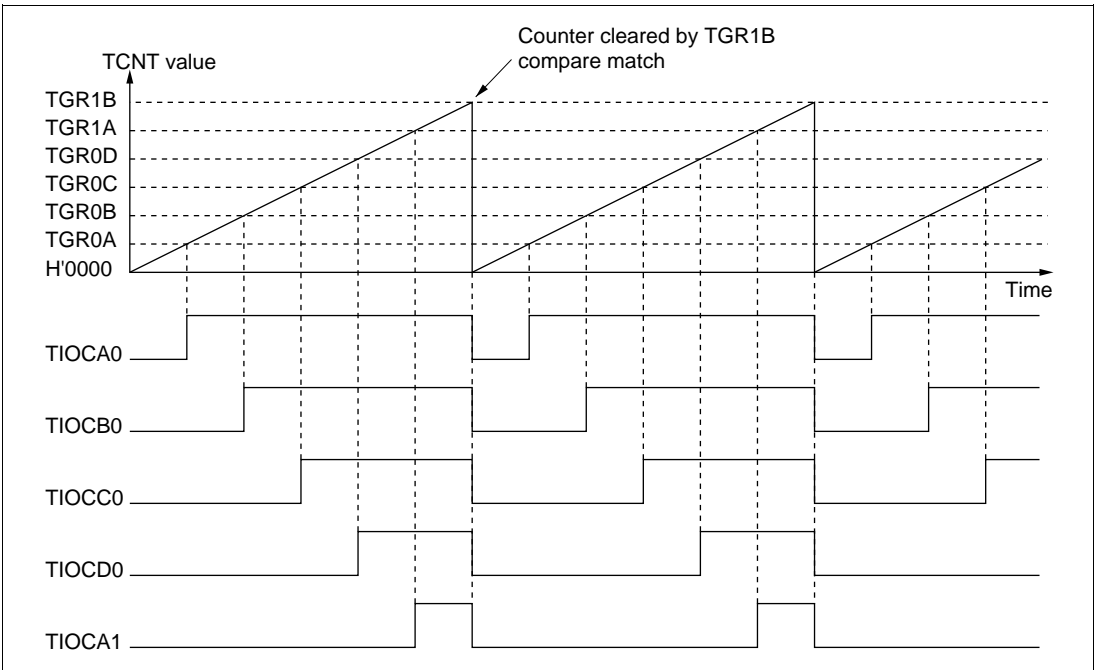 Counter cleared by TGR1B
compare match
TCNT value
TGR1B
TGR1A
TGR0D
TGR0C
TGR0B
TGR0A
H'0000
Time
TIOCA0
TIOCB0
TIOCC0
TIOCD0
TIOCA1